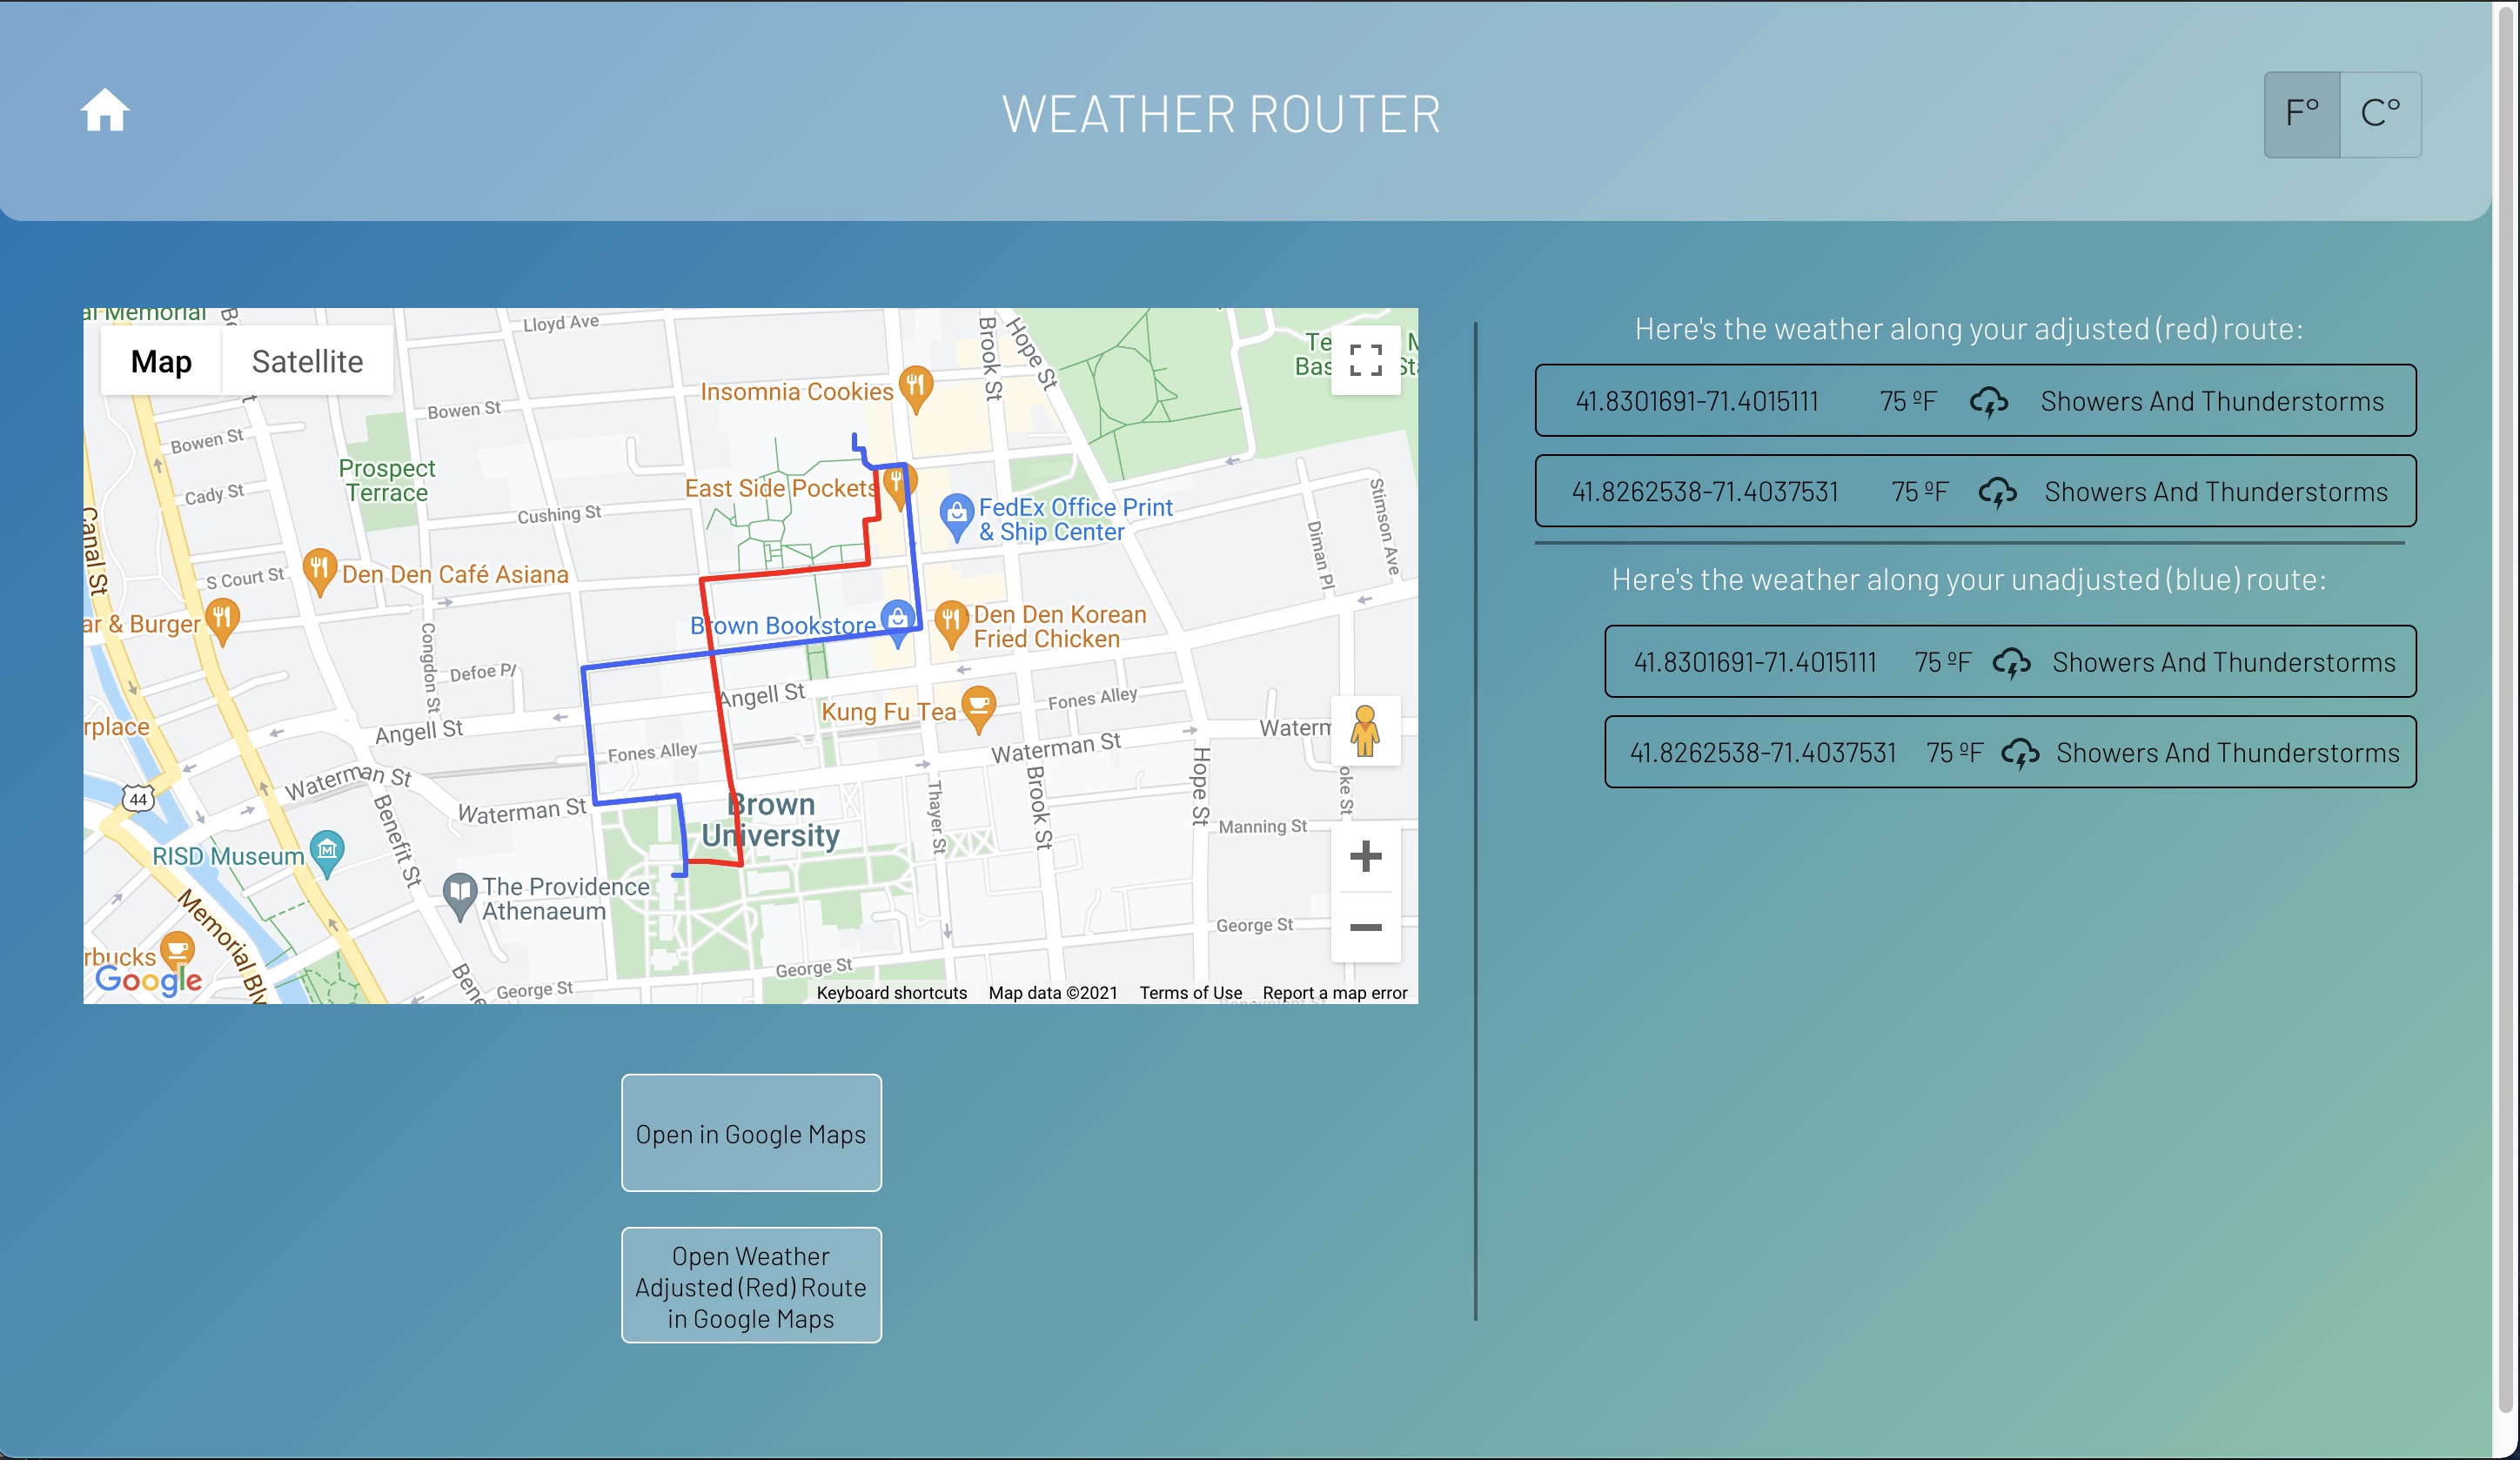 WEATHER ROUTER
F°
C°
Map
Satellite
Lloyd Ave
Brook St
Hope St
Insomnia Cookies
Bowen St
Bowen St
Prospect
Terrace
Cady St
East Side Pockets
FedEx Office Print
& Ship Center
Cushing St
Canal St
Diman Pl
Stimson Ave
S Court St
Den Den Café Asiana
ar & Burger
Brown Bookstore
Den Den Korean
Fried Chicken
Congdon St
Defoe Pl
Angell St
Kung Fu Tea
Fones Alley
rplace
Angell St
Fones Alley
Waterman St
Waterm
Hope St
oke St
Waterman St
44
Waterman St
Brown
University
Thayer St
Brook St
Benefit St
Manning St
RISD Museum
The Providence
Athenaeum
Memorial Blv
George St
rbucks
George St
Bene
George St
Google
Keyboard shortcuts
Map data ©2021
Terms of Use
Report a map error
Open in Google Maps
Open Weather
Adjusted (Red) Route
in Google Maps
Here's the weather along your adjusted (red) route:
41.8301691-71.4015111 75 ºF Showers And Thunderstorms
41.8262538-71.4037531 75 ºF Showers And Thunderstorms
Here's the weather along your unadjusted (blue) route:
41.8301691-71.4015111 75 ºF Showers And Thunderstorms
41.8262538-71.4037531 75 ºF Showers And Thunderstorms